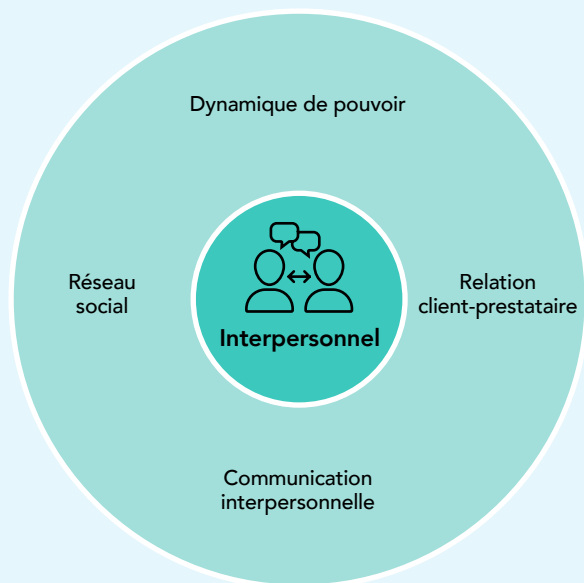 Dynamique de pouvoir
Réseau
social
Interpersonnel
Relation
client-prestataire
Communication
interpersonnelle